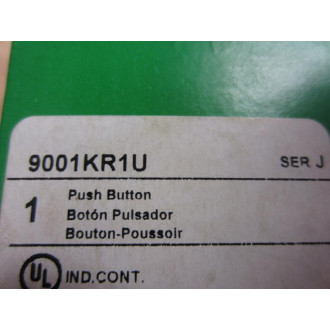 9001KR1U SER J
1 Push Button
Botón Pulsador
Bouton-Poussoir
UL IND.CONT.